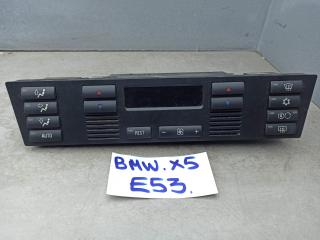 AUTO
REST
- +
BMW. X5
E53.